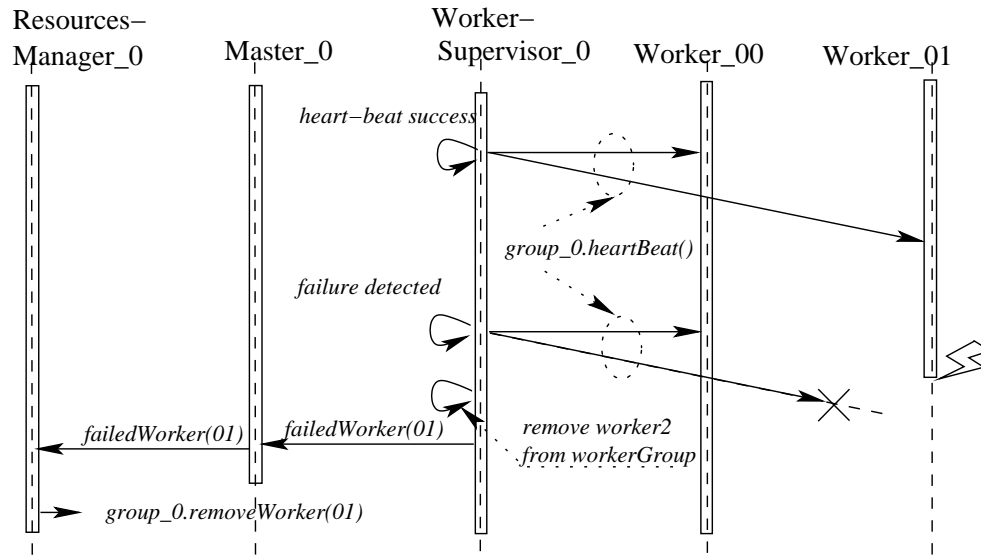 Resources–
Manager_0
Master_0
Worker–
Supervisor_0
Worker_00
Worker_01
heart–beat success
group_0.heartBeat()
failure detected
failedWorker(01)
failedWorker(01)
remove worker2
from workerGroup
group_0.removeWorker(01)